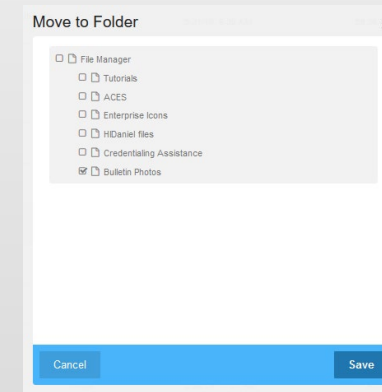 Move to Folder
File Manager
Tutorials
ACES
Enterprise Icons
HIDaniel files
Credentialing Assistance
Bulletin Photos
Cancel
Save